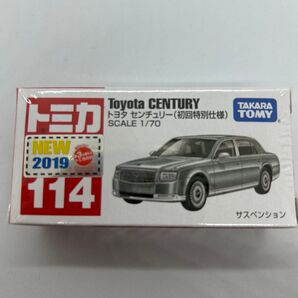 トミカ
Toyota CENTURY
トヨタ センチュリー(初回特別仕様)
SCALE 1/70
TAKARA
TOMY
NEW
2019
114
サスペンション